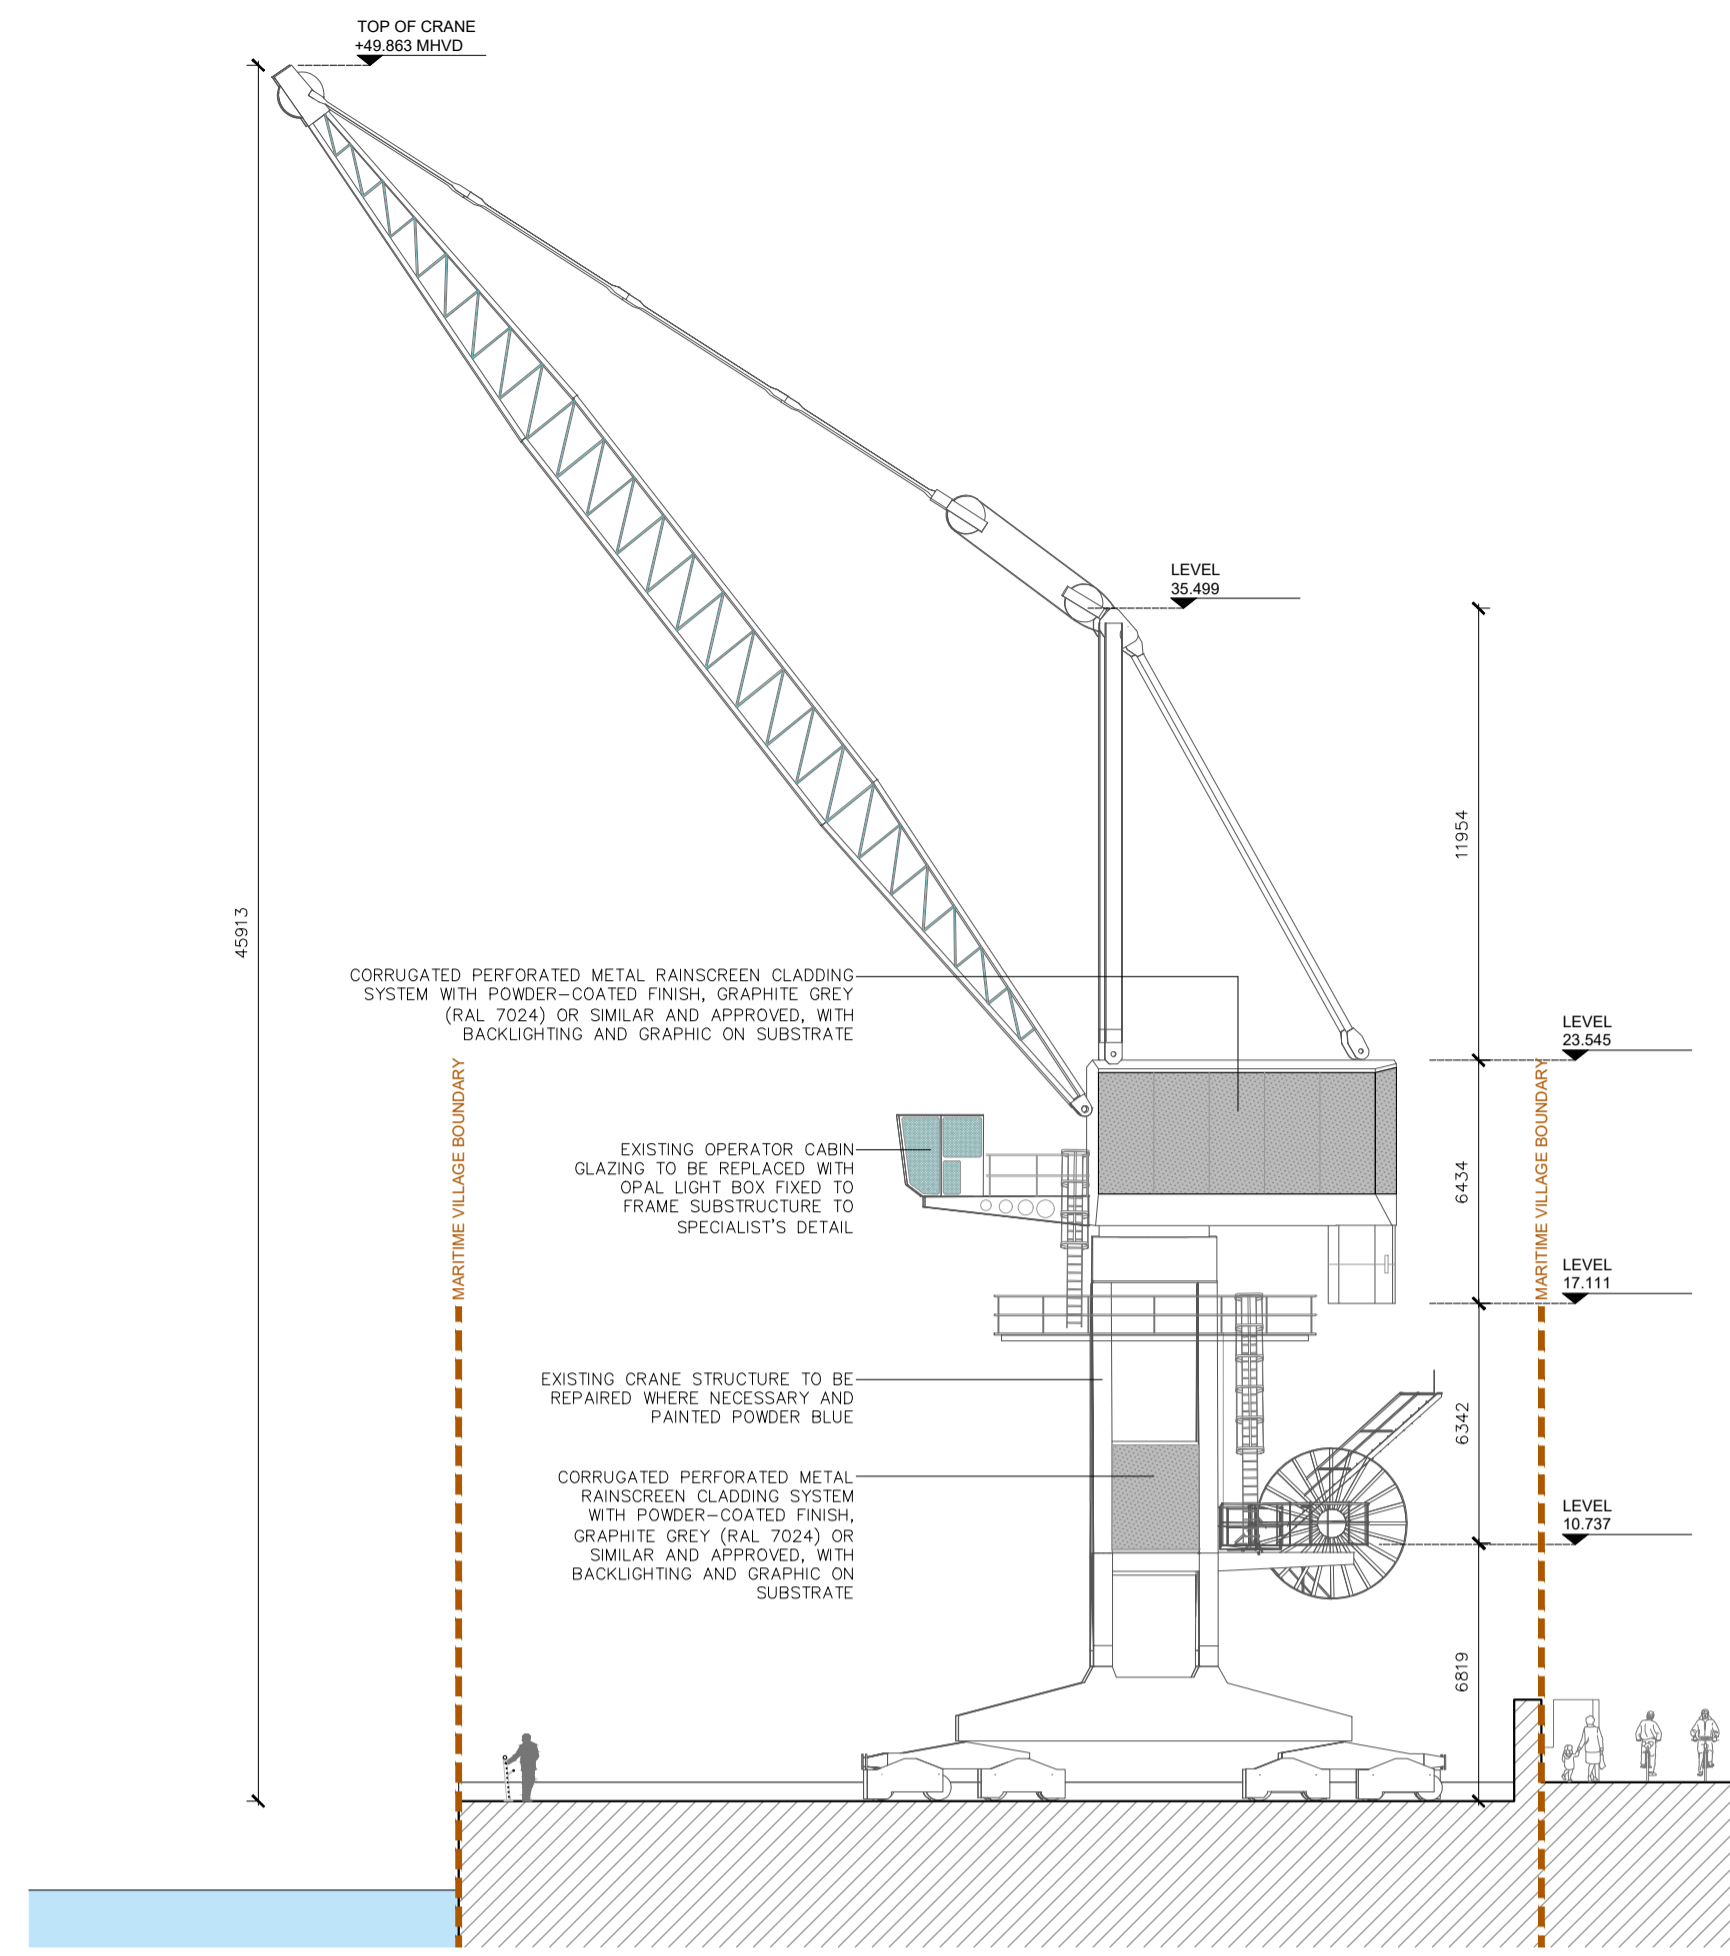 TOP OF CRANE
+49.863 MHVD
LEVEL
35.499
11954
45913
CORRUGATED PERFORATED METAL RAINSCREEN CLADDING
SYSTEM WITH POWDER-COATED FINISH, GRAPHITE GREY
(RAL 7024) OR SIMILAR AND APPROVED, WITH
BACKLIGHTING AND GRAPHIC ON SUBSTRATE
LEVEL
23.545
MARITIME VILLAGE BOUNDARY
MARITIME VILLAGE BOUNDARY
EXISTING OPERATOR CABIN
GLAZING TO BE REPLACED WITH
OPAL LIGHT BOX FIXED TO
FRAME SUBSTRUCTURE TO
SPECIALIST'S DETAIL
6434
LEVEL
17.111
EXISTING CRANE STRUCTURE TO BE
REPAIRED WHERE NECESSARY AND
PAINTED POWDER BLUE
6342
CORRUGATED PERFORATED METAL
RAINSCREEN CLADDING SYSTEM
WITH POWDER-COATED FINISH,
GRAPHITE GREY (RAL 7024) OR
SIMILAR AND APPROVED, WITH
BACKLIGHTING AND GRAPHIC ON
SUBSTRATE
LEVEL
10.737
6819